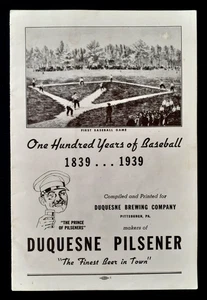 FIRST BASEBALL GAME
One Hundred Years of Baseball
1839 . . . 1939
Compiled and Printed for
DUQUESNE BREWING COMPANY
PITTSBURGH, PA.
makers of
"THE PRINCE
OF PILSENERS"
DUQUESNE PILSENER
"The Finest Beer in Town"